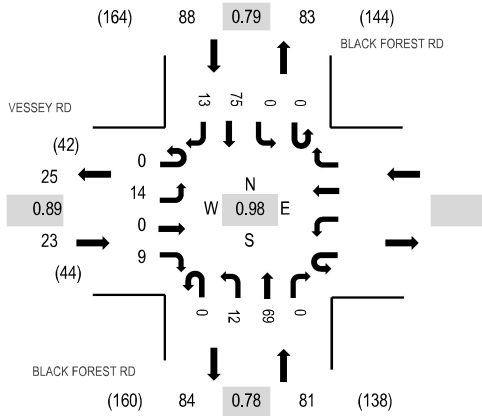 (164) 88 0.79 83 (144)
BLACK FOREST RD
13 75 0 0
VESSEY RD
(42)
25
0
14
0.89
0
23
9
(44)
N
W 0.98 E
S
0 12 69 0
BLACK FOREST RD
(160) 84 0.78 81 (138)